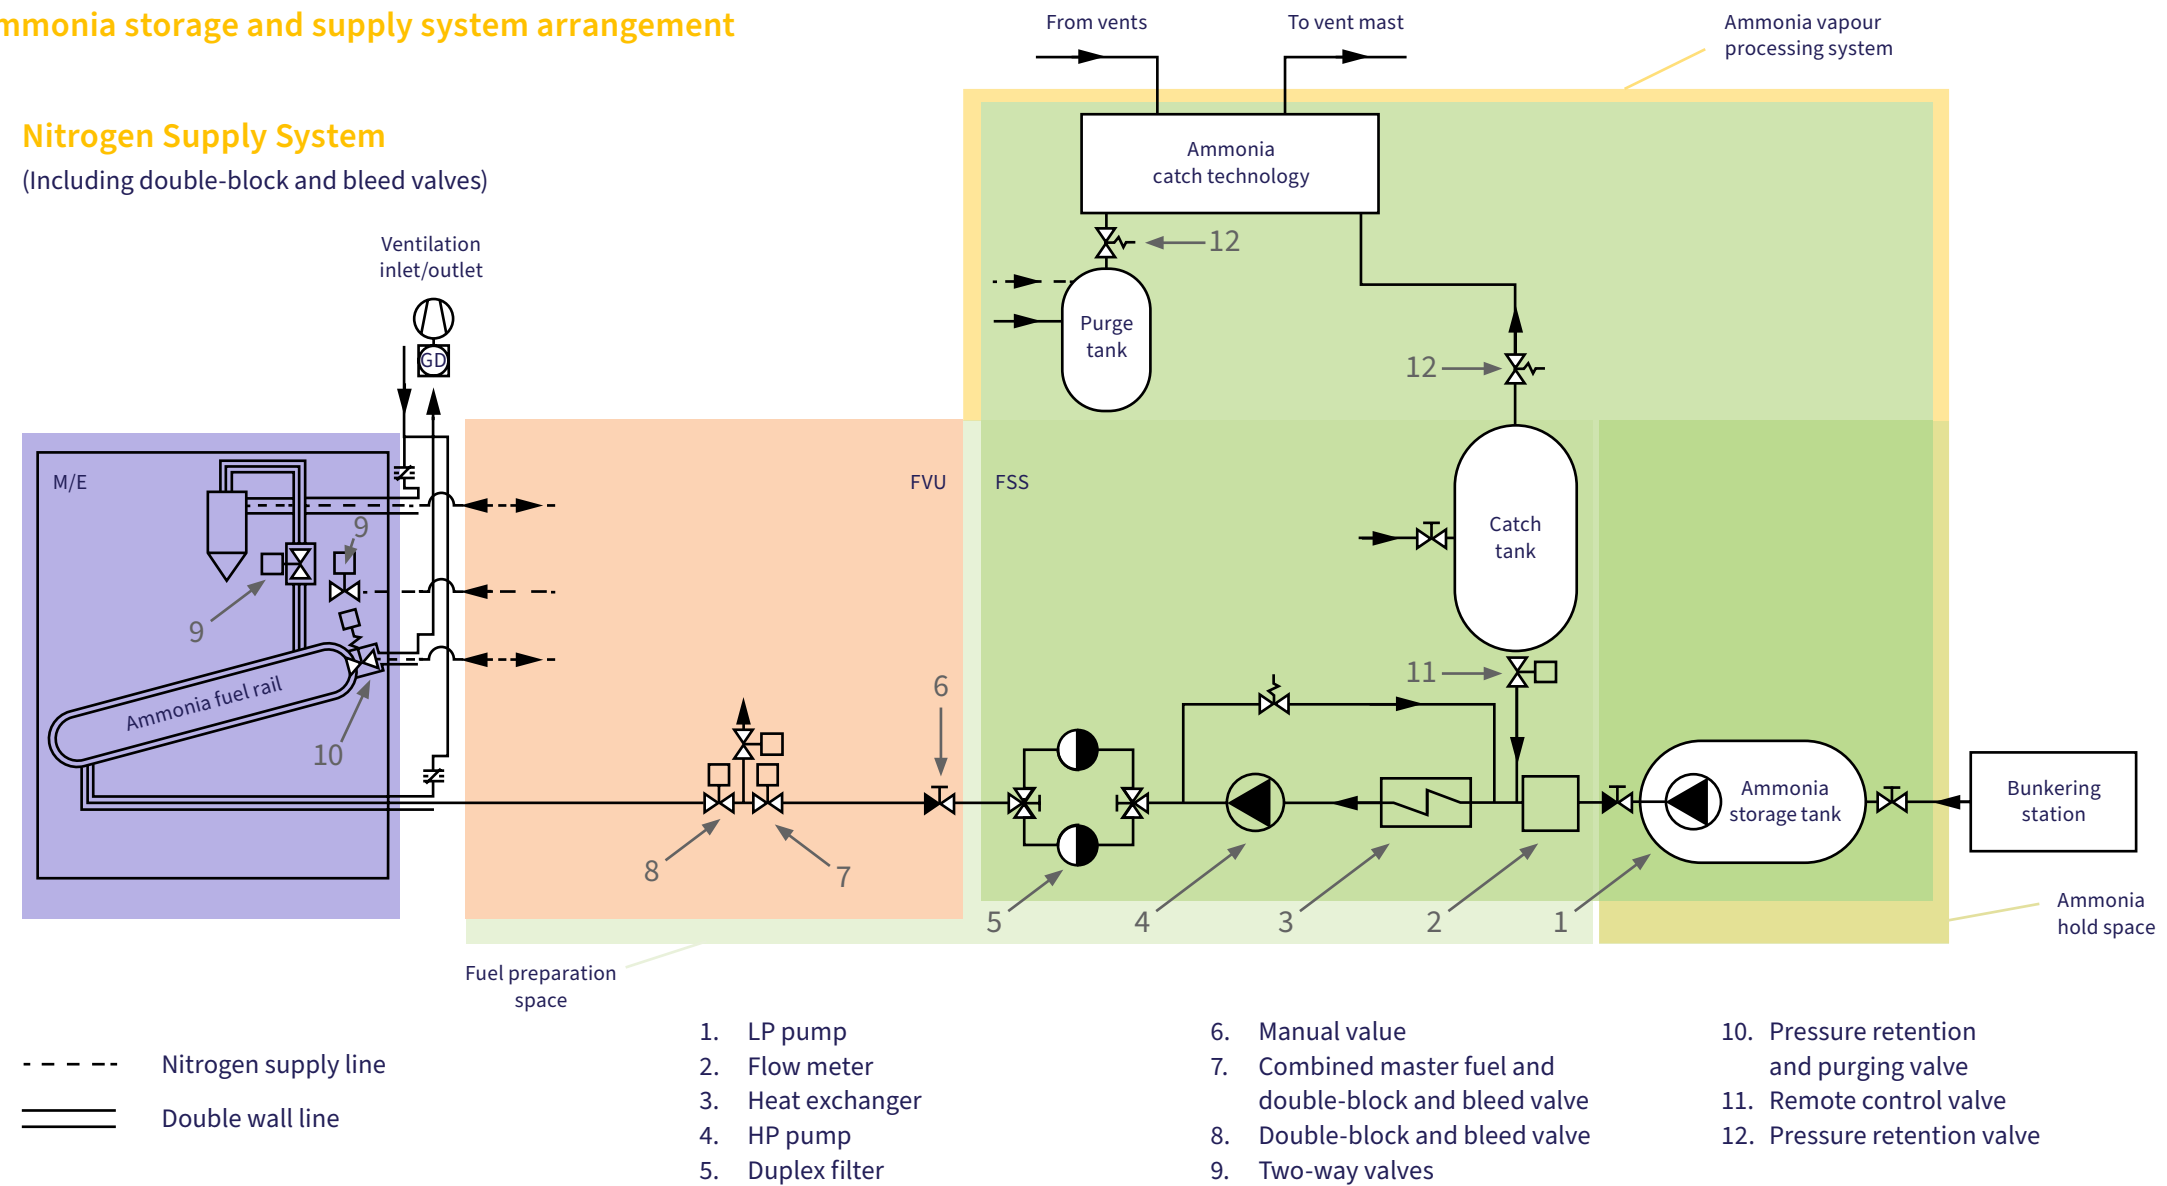 mmonia storage and supply system arrangement
From vents
To vent mast
Ammonia vapour
processing system
Nitrogen Supply System
(Including double-block and bleed valves)
Ammonia
catch technology
Ventilation
inlet/outlet
12
Purge
tank
GD
12
M/E
FVU
FSS
9
Catch
tank
9
11
6
Ammonia fuel rail
10
Ammonia
storage tank
Bunkering
station
8
7
5
4
3
2
1
Ammonia
hold space
Fuel preparation
space
Nitrogen supply line
Double wall line
1. LP pump
2. Flow meter
3. Heat exchanger
4. HP pump
5. Duplex filter
6. Manual value
7. Combined master fuel and
double-block and bleed valve
8. Double-block and bleed valve
9. Two-way valves
10. Pressure retention
and purging valve
11. Remote control valve
12. Pressure retention valve